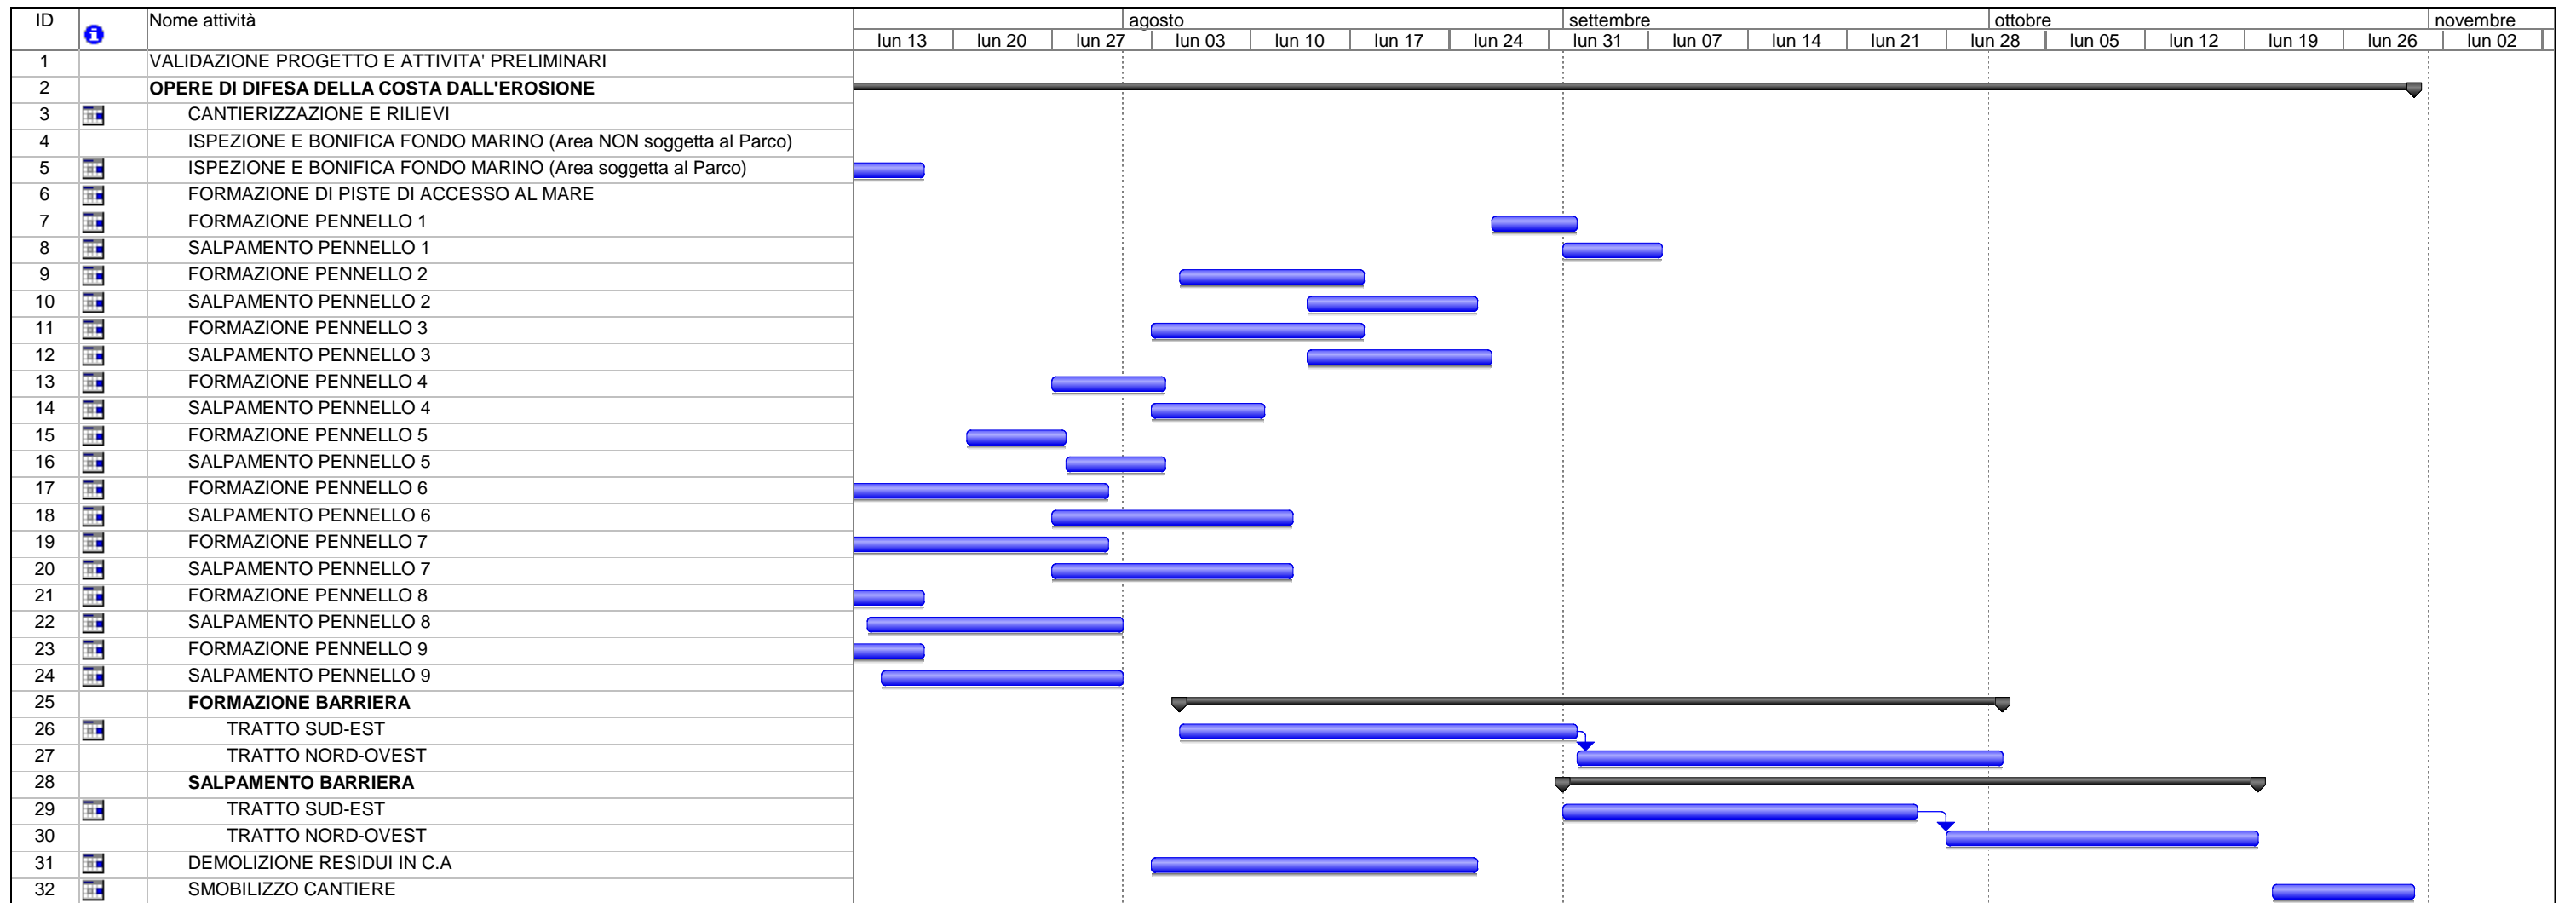 ID Nome attività agosto settembre ottobre novembre
lun 13 lun 20 lun 27 lun 03 lun 10 lun 17 lun 24 lun 31 lun 07 lun 14 lun 21 lun 28 lun 05 lun 12 lun 19 lun 26 lun 02
1 VALIDAZIONE PROGETTO E ATTIVITA' PRELIMINARI
2 OPERE DI DIFESA DELLA COSTA DALL'EROSIONE
3 CANTIERIZZAZIONE E RILIEVI
4 ISPEZIONE E BONIFICA FONDO MARINO (Area NON soggetta al Parco)
5 ISPEZIONE E BONIFICA FONDO MARINO (Area soggetta al Parco)
6 FORMAZIONE DI PISTE DI ACCESSO AL MARE
7 FORMAZIONE PENNELLO 1
8 SALPAMENTO PENNELLO 1
9 FORMAZIONE PENNELLO 2
10 SALPAMENTO PENNELLO 2
11 FORMAZIONE PENNELLO 3
12 SALPAMENTO PENNELLO 3
13 FORMAZIONE PENNELLO 4
14 SALPAMENTO PENNELLO 4
15 FORMAZIONE PENNELLO 5
16 SALPAMENTO PENNELLO 5
17 FORMAZIONE PENNELLO 6
18 SALPAMENTO PENNELLO 6
19 FORMAZIONE PENNELLO 7
20 SALPAMENTO PENNELLO 7
21 FORMAZIONE PENNELLO 8
22 SALPAMENTO PENNELLO 8
23 FORMAZIONE PENNELLO 9
24 SALPAMENTO PENNELLO 9
25 FORMAZIONE BARRIERA
26 TRATTO SUD-EST
27 TRATTO NORD-OVEST
28 SALPAMENTO BARRIERA
29 TRATTO SUD-EST
30 TRATTO NORD-OVEST
31 DEMOLIZIONE RESIDUI IN C.A
32 SMOBILIZZO CANTIERE